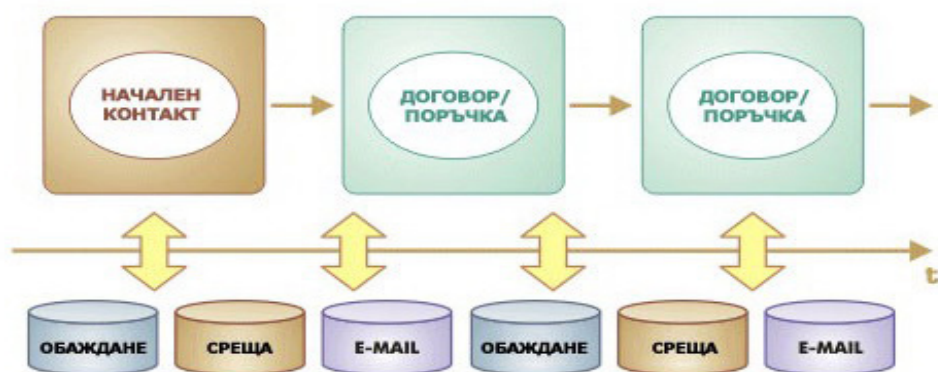 НАЧАЛЕН
КОНТАКТ
ДОГОВОР/
ПОРЪЧКА
ДОГОВОР/
ПОРЪЧКА
t
ОБАЖДАНЕ
СРЕЩА
E-MAIL
ОБАЖДАНЕ
СРЕЩА
E-MAIL